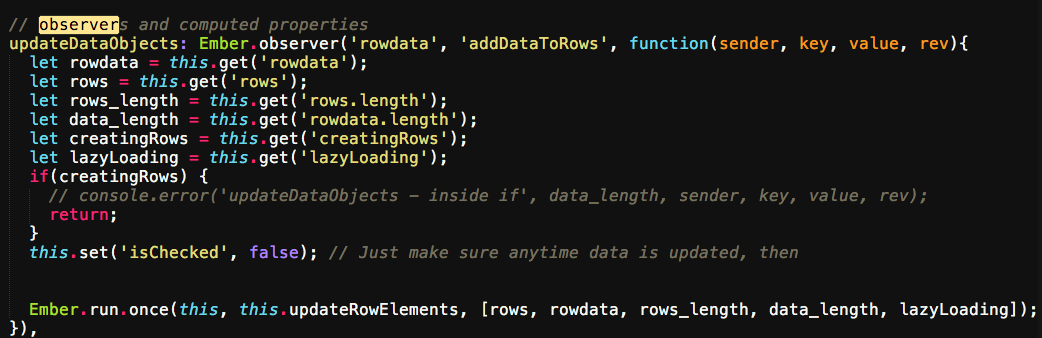 // observers and computed properties
updateDataObjects: Ember.observer('rowdata', 'addDataToRows', function(sender, key, value, rev){
  let rowdata = this.get('rowdata');
  let rows = this.get('rows');
  let rows_length = this.get('rows.length');
  let data_length = this.get('rowdata.length');
  let creatingRows = this.get('creatingRows');
  let lazyLoading = this.get('lazyLoading');
  if(creatingRows) {
    // console.error('updateDataObjects – inside if', data_length, sender, key, value, rev);
    return;
  }
  this.set('isChecked', false); // Just make sure anytime data is updated, then
  Ember.run.once(this, this.updateRowElements, [rows, rowdata, rows_length, data_length, lazyLoading]);
}),